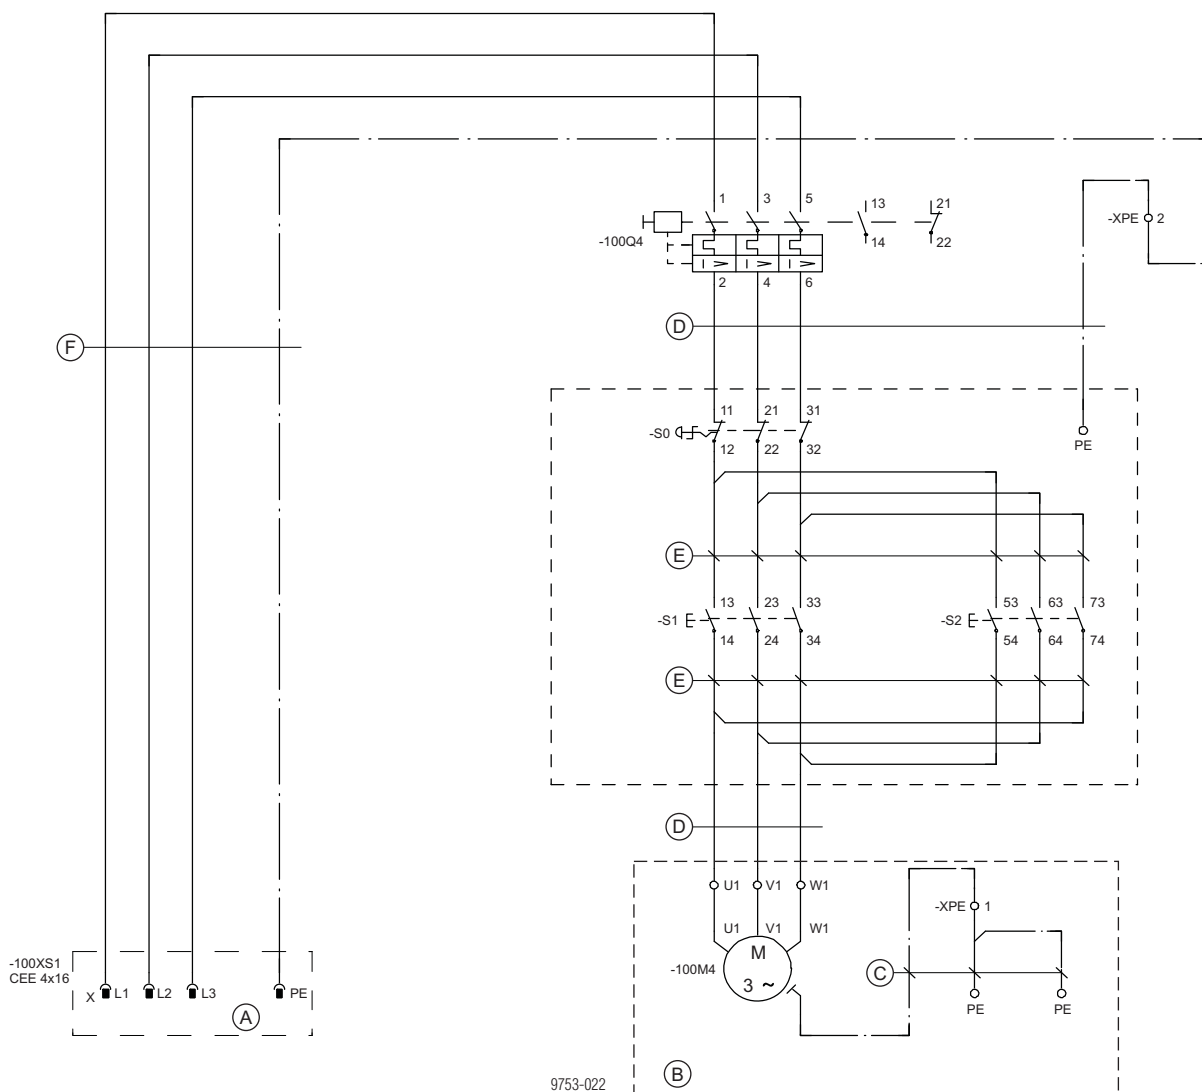 1 3 5
13 21
-XPE 2
-100Q4
14 22
2 4 6
D
F
11 21 31
-S0
12 22 32
PE
E
13 23 33 53 63 73
-S1 -S2
14 24 34 54 64 74
E
D
U1 V1 W1
-XPE 1
U1 V1 W1
M
-100M4
3 ~
C
PE PE
-100XS1
CEE 4x16
X L1 L2 L3 PE
A
B
9753-022